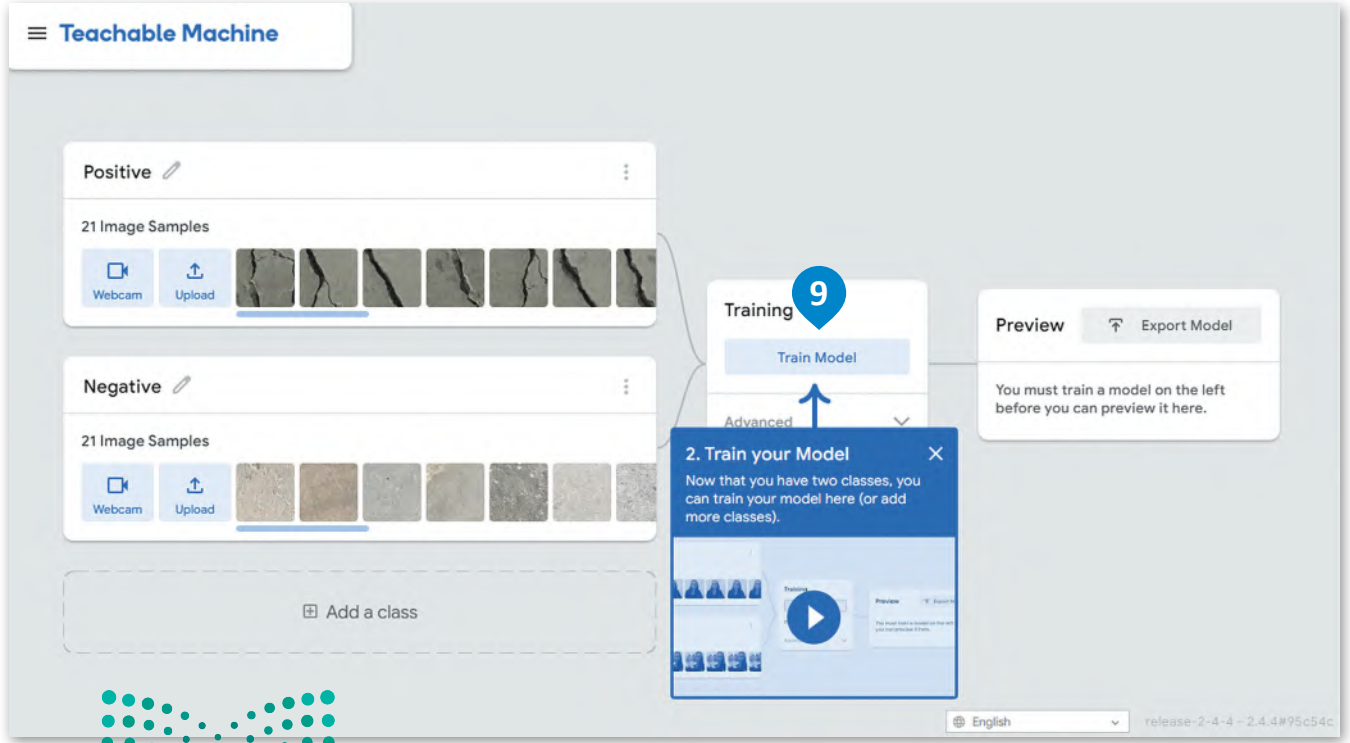 Teachable Machine
Positive
21 Image Samples
Webcam
Upload
Negative
21 Image Samples
Webcam
Upload
Add a class
Training
9
Train Model
Advanced
2. Train your Model
Now that you have two classes, you
can train your model here (or add
more classes).
Training
Preview
Preview
Export Model
You must train a model on the left
before you can preview it here.
English
release-2-4-4 - 2.4.4#95c54c